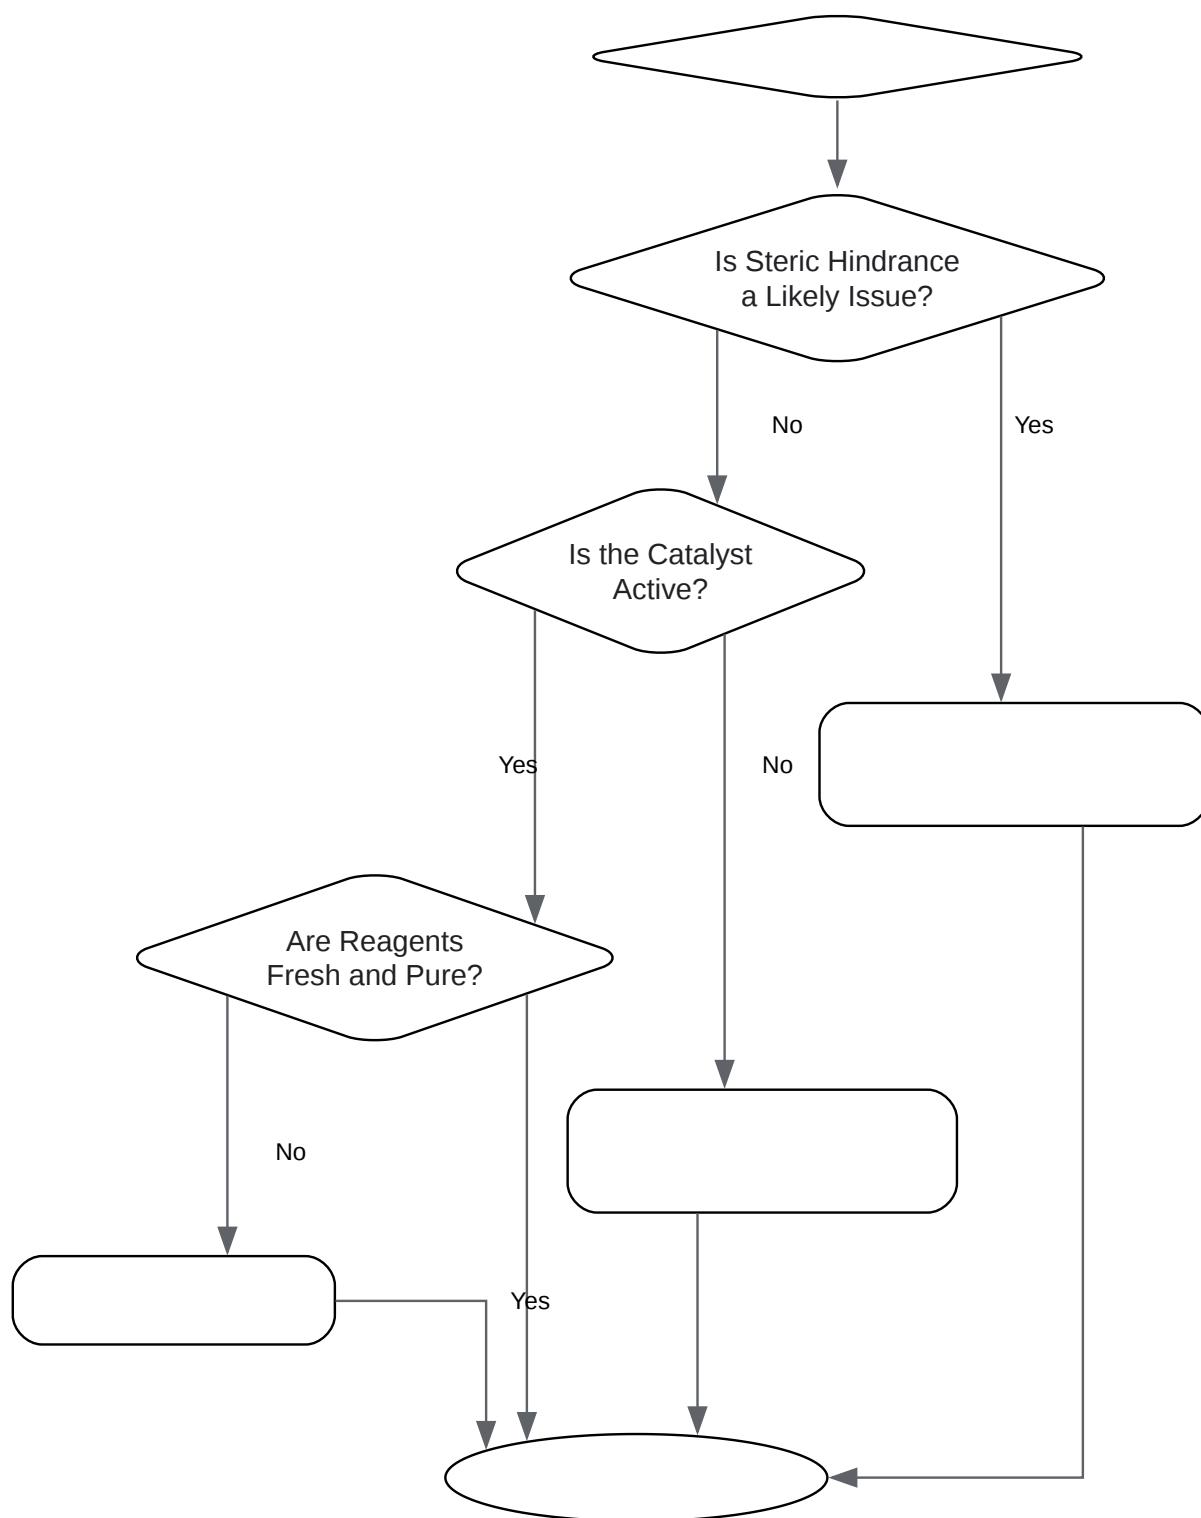 Is Steric Hindrance
a Likely Issue?
No
Yes
Is the Catalyst
Active?
Yes
No
Are Reagents
Fresh and Pure?
No
Yes